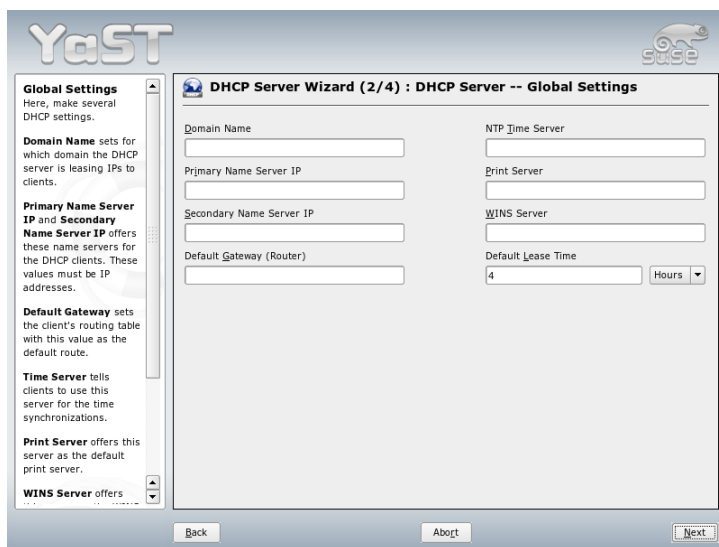 YaST
SUSE
Global Settings
Here, make several
DHCP settings.
Domain Name sets for
which domain the DHCP
server is leasing IPs to
clients.
Primary Name Server
IP and Secondary
Name Server IP offers
these name servers for
the DHCP clients. These
values must be IP
addresses.
Default Gateway sets
the client's routing table
with this value as the
default route.
Time Server tells
clients to use this
server for the time
synchronizations.
Print Server offers this
server as the default
print server.
WINS Server offers
DHCP Server Wizard (2/4) : DHCP Server -- Global Settings
Domain Name
NTP Time Server
Primary Name Server IP
Print Server
Secondary Name Server IP
WINS Server
Default Gateway (Router)
Default Lease Time
4
Hours
Back
Abort
Next